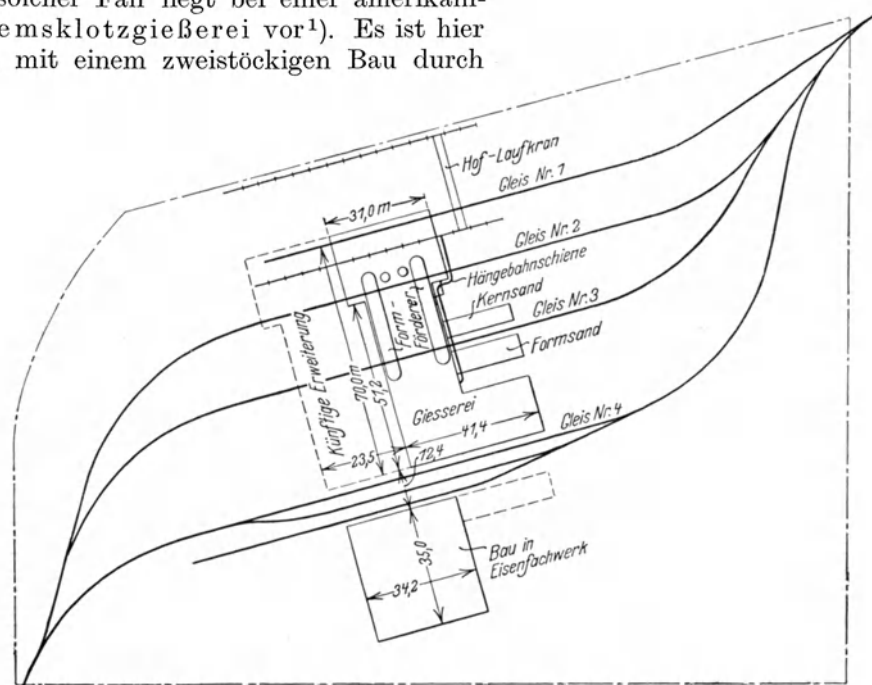 solcher Fall liegt bei einer amerikani-
emsklotzgießerei vor¹). Es ist hier
mit einem zweistöckigen Bau durch
Hof-Laufkran
Gleis Nr. 1
31,0 m
Gleis Nr. 2
Hängebahnschiene
Kernsand
Gleis Nr. 3
Form-
Förderer
Formsand
Künftige Erweiterung
70,0 m
51,2
Giesserei
41,4
Gleis Nr. 4
23,5
12,4
35,0
Bau in
Eisenfachwerk
34,2